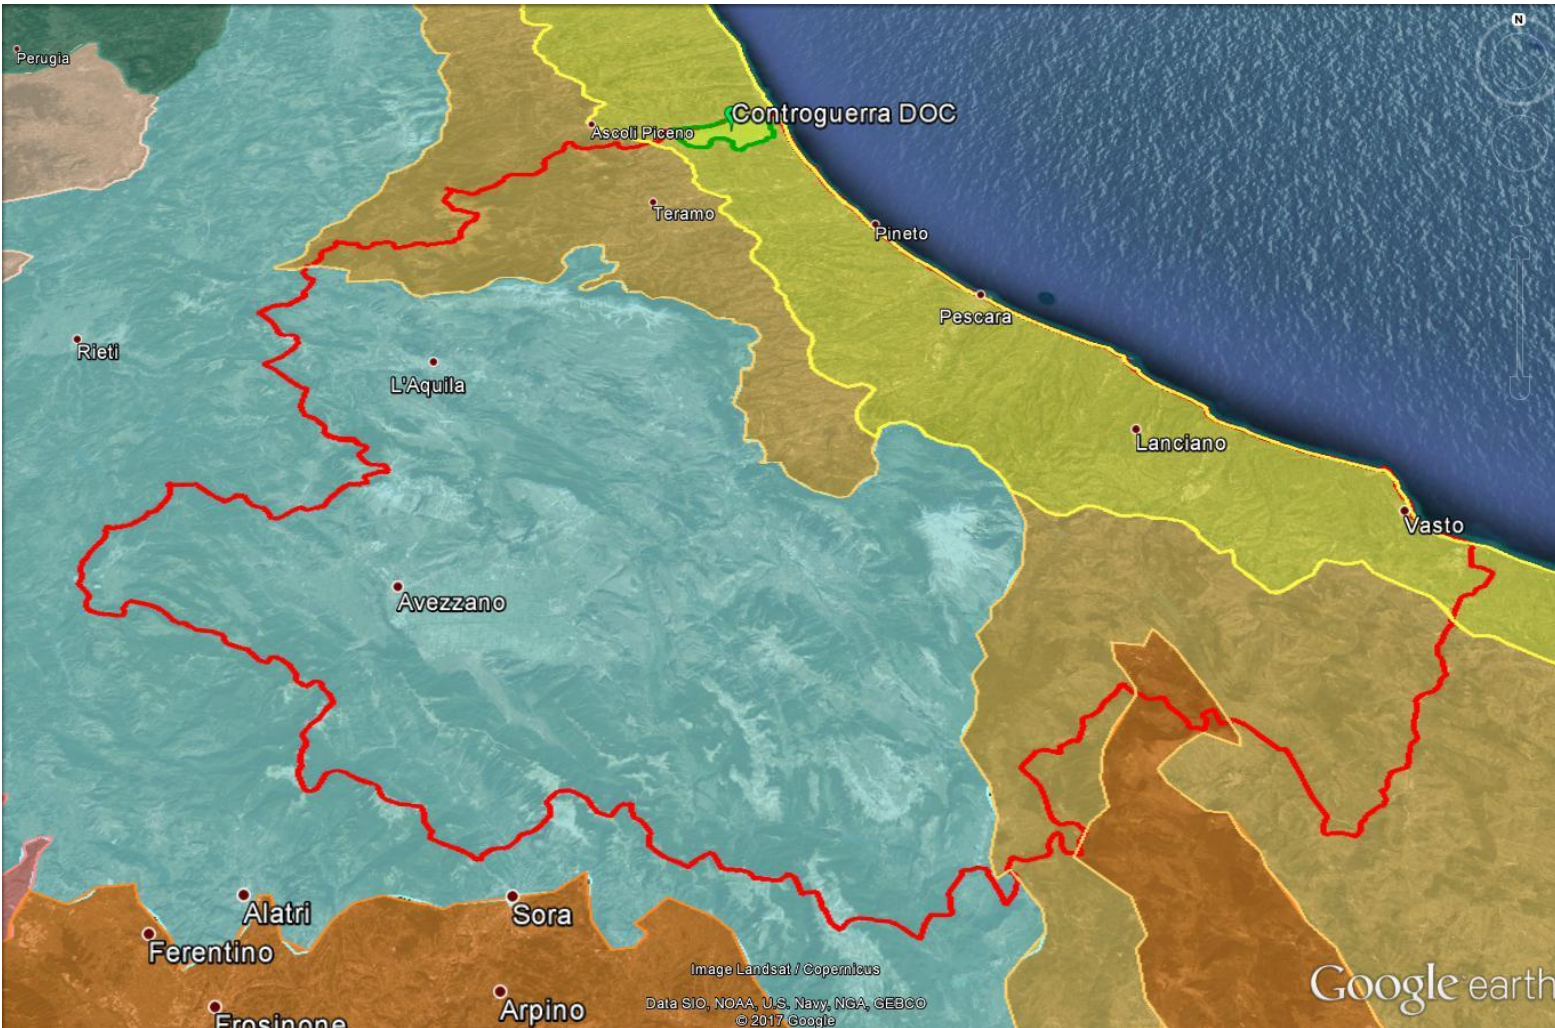 N
Perugia
Controguerra DOC
Ascoli Piceno
Teramo
Pineto
Pescara
Rieti
L'Aquila
Lanciano
Vasto
Avezzano
Alatri
Sora
Ferentino
Image Landsat / Copernicus
Google earth
Arpino
Data SIO, NOAA, U.S. Navy, NGA, GEBCO
Frosinone
© 2017 Google